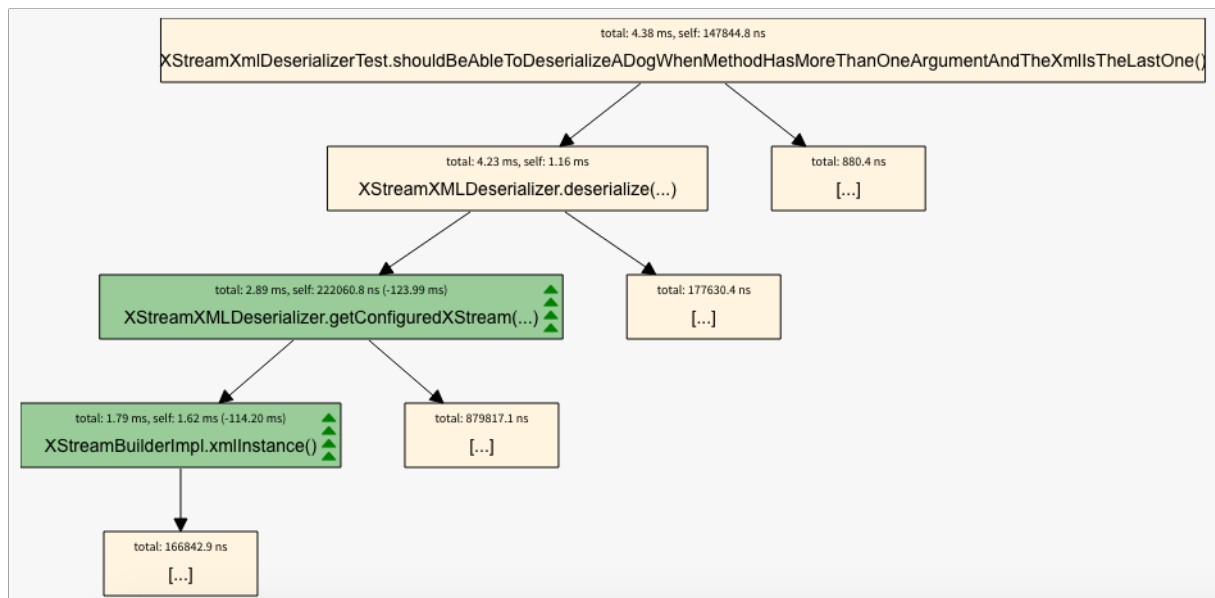 total: 4.38 ms, self: 147844.8 ns
XStreamXmlDeserializerTest.shouldBeAbleToDeserializeADogWhenMethodHasMoreThanOneArgumentAndTheXmlIsTheLastOne()
total: 4.23 ms, self: 1.16 ms
XStreamXMLDeserializer.deserialize(...)
total: 880.4 ns
[...]
total: 2.89 ms, self: 222060.8 ns (-123.99 ms)
XStreamXMLDeserializer.getConfiguredXStream(...)
total: 177630.4 ns
[...]
total: 1.79 ms, self: 1.62 ms (-114.20 ms)
XStreamBuilderImpl.xmlInstance()
total: 879817.1 ns
[...]
total: 166842.9 ns
[...]